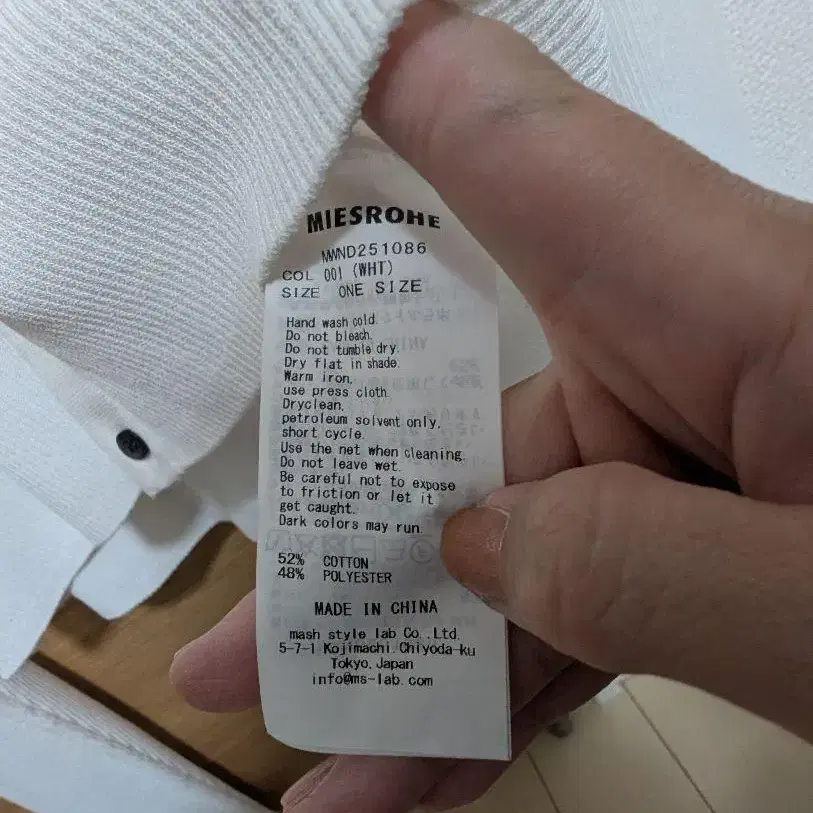 MIESROHE
MWND251086
COL 001 (WHT)
SIZE ONE SIZE
Hand wash cold.
Do not bleach.
Do not tumble dry.
Dry flat in shade.
Warm iron.
use press cloth.
Dryclean.
petroleum solvent only.
short cycle.
Use the net when cleaning.
Do not leave wet.
Be careful not to expose
to friction or let it
get caught.
Dark colors may run.
52% COTTON
48% POLYESTER
MADE IN CHINA
mash style lab Co.,Ltd.
5-7-1 Kojimachi.Chiyoda-ku
Tokyo.Japan
info@ms-lab.com